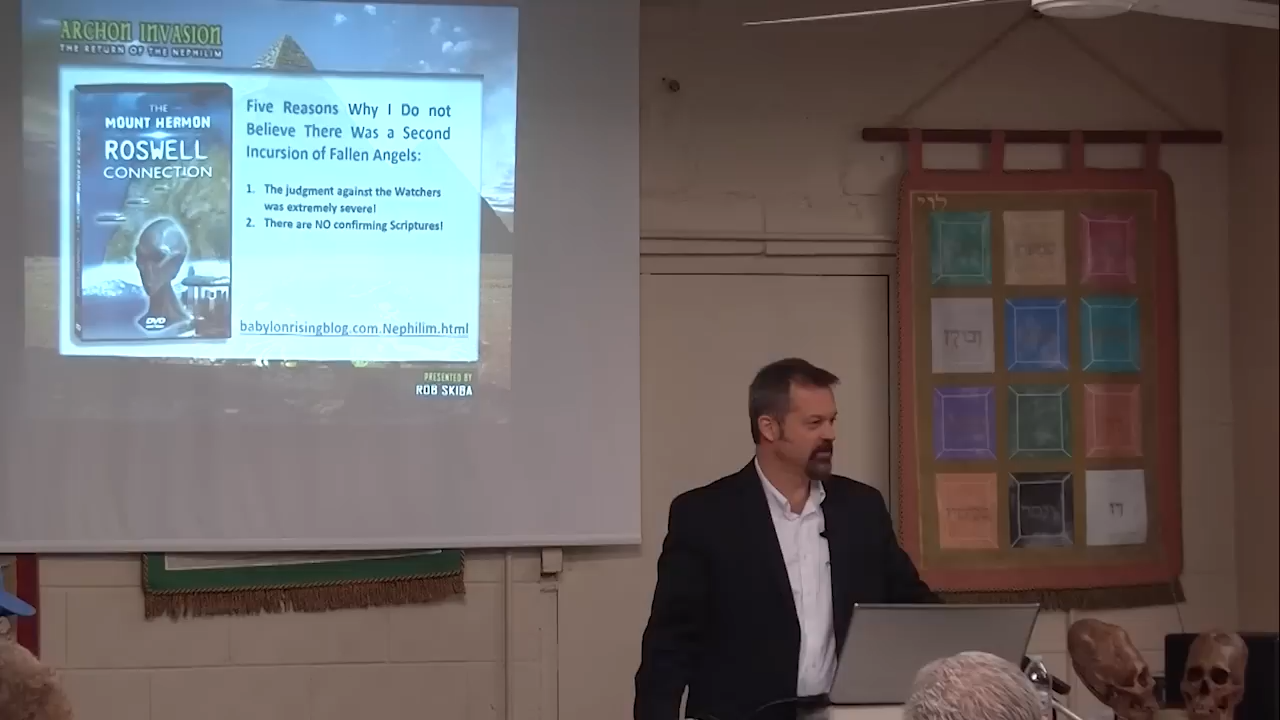 ARCHON INVASION
THE RETURN OF THE NEPHILIM
THE
MOUNT HERMON
ROSWELL
CONNECTION
DVD
Five Reasons Why I Do not
Believe There Was a Second
Incursion of Fallen Angels:
1. The judgment against the Watchers
was extremely severe!
2. There are NO confirming Scriptures!
babylonrisingblog.com.Nephilim.html
PRESENTED BY
ROB SKIBA
לוי